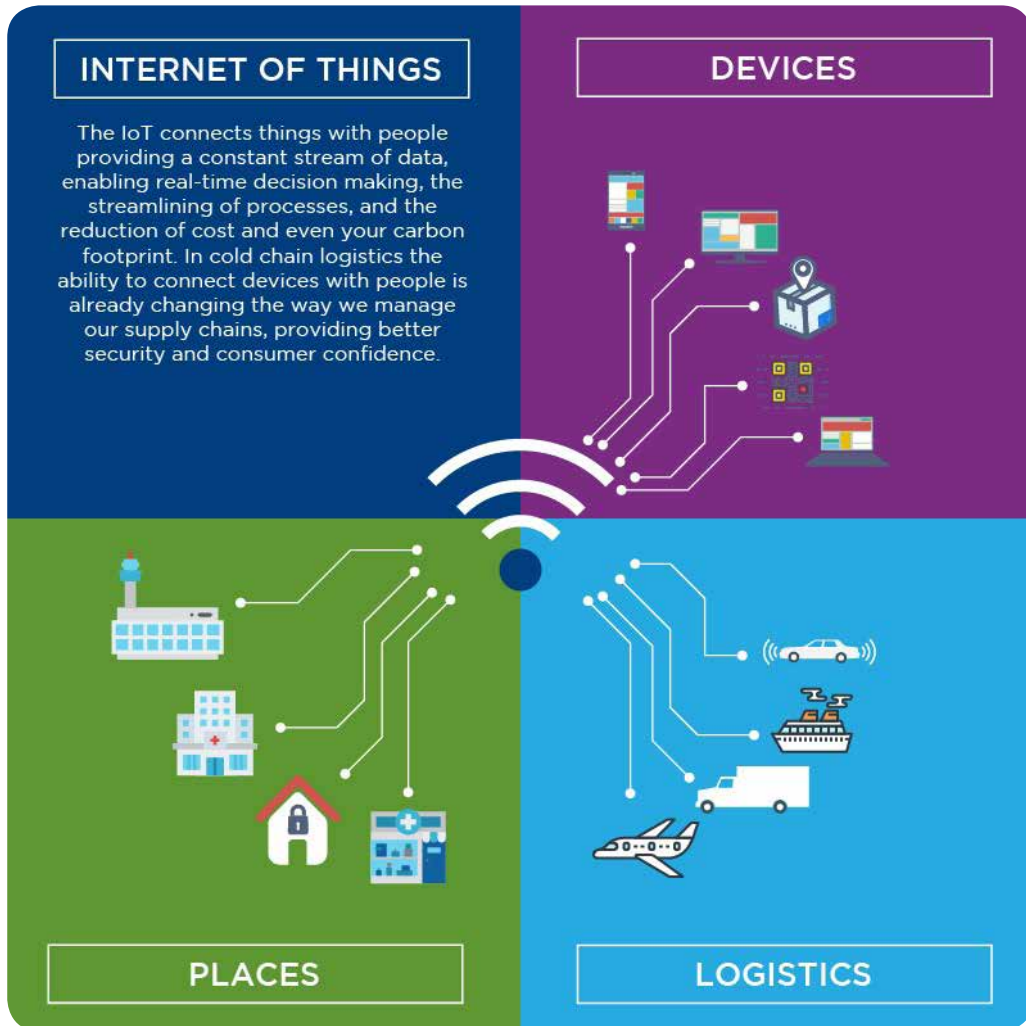 INTERNET OF THINGS
The IoT connects things with people
providing a constant stream of data,
enabling real-time decision making, the
streamlining of processes, and the
reduction of cost and even your carbon
footprint. In cold chain logistics the
ability to connect devices with people is
already changing the way we manage
our supply chains, providing better
security and consumer confidence.
DEVICES
PLACES
LOGISTICS